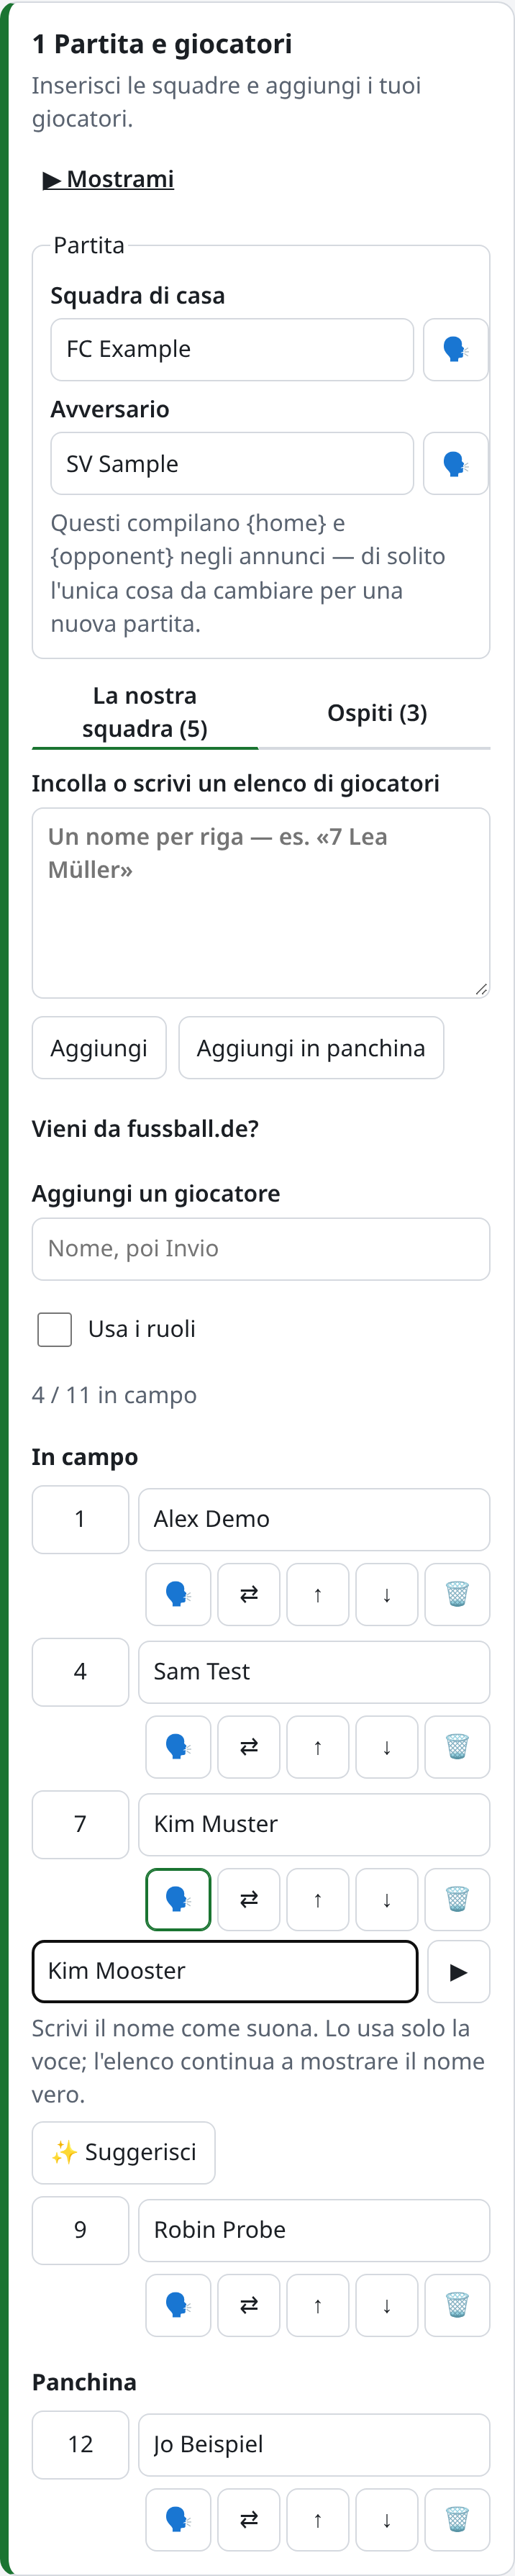 1 Partita e giocatori
Inserisci le squadre e aggiungi i tuoi
giocatori.
▶ Mostrami
Partita
Squadra di casa
FC Example
Avversario
SV Sample
Questi compilano {home} e
{opponent} negli annunci — di solito
l'unica cosa da cambiare per una
nuova partita.
La nostra
squadra (5)
Ospiti (3)
Incolla o scrivi un elenco di giocatori
Un nome per riga — es. «7 Lea
Müller»
Aggiungi
Aggiungi in panchina
Vieni da fussball.de?
Aggiungi un giocatore
Nome, poi Invio
Usa i ruoli
4 / 11 in campo
In campo
1 Alex Demo
⇄ ↑ ↓
4 Sam Test
⇄ ↑ ↓
7 Kim Muster
⇄ ↑ ↓
Kim Mooster ▶
Scrivi il nome come suona. Lo usa solo la
voce; l'elenco continua a mostrare il nome
vero.
✨ Suggerisci
9 Robin Probe
⇄ ↑ ↓
Panchina
12 Jo Beispiel
⇄ ↑ ↓